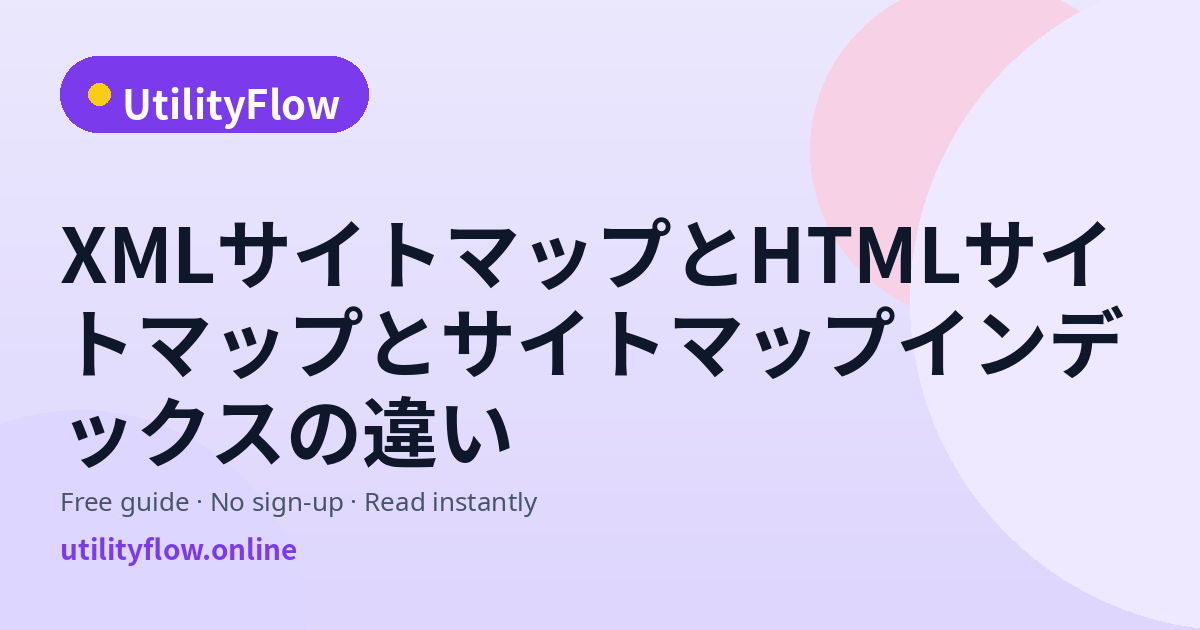 UtilityFlow
XMLサイトマップとHTMLサイ
トマップとサイトマップインデ
ックスの違い
Free guide · No sign-up · Read instantly
utilityflow.online